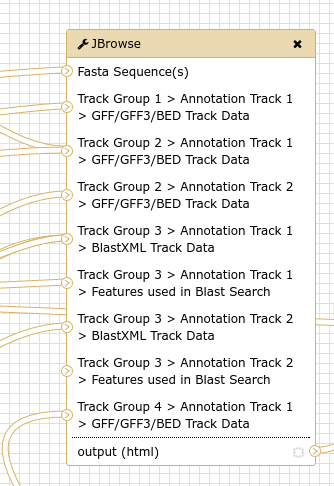 JBrowse
Fasta Sequence(s)
Track Group 1 > Annotation Track 1
> GFF/GFF3/BED Track Data
Track Group 2 > Annotation Track 1
> GFF/GFF3/BED Track Data
Track Group 2 > Annotation Track 2
> GFF/GFF3/BED Track Data
Track Group 3 > Annotation Track 1
> BlastXML Track Data
Track Group 3 > Annotation Track 1
> Features used in Blast Search
Track Group 3 > Annotation Track 2
> BlastXML Track Data
Track Group 3 > Annotation Track 2
> Features used in Blast Search
Track Group 4 > Annotation Track 1
> GFF/GFF3/BED Track Data
output (html)